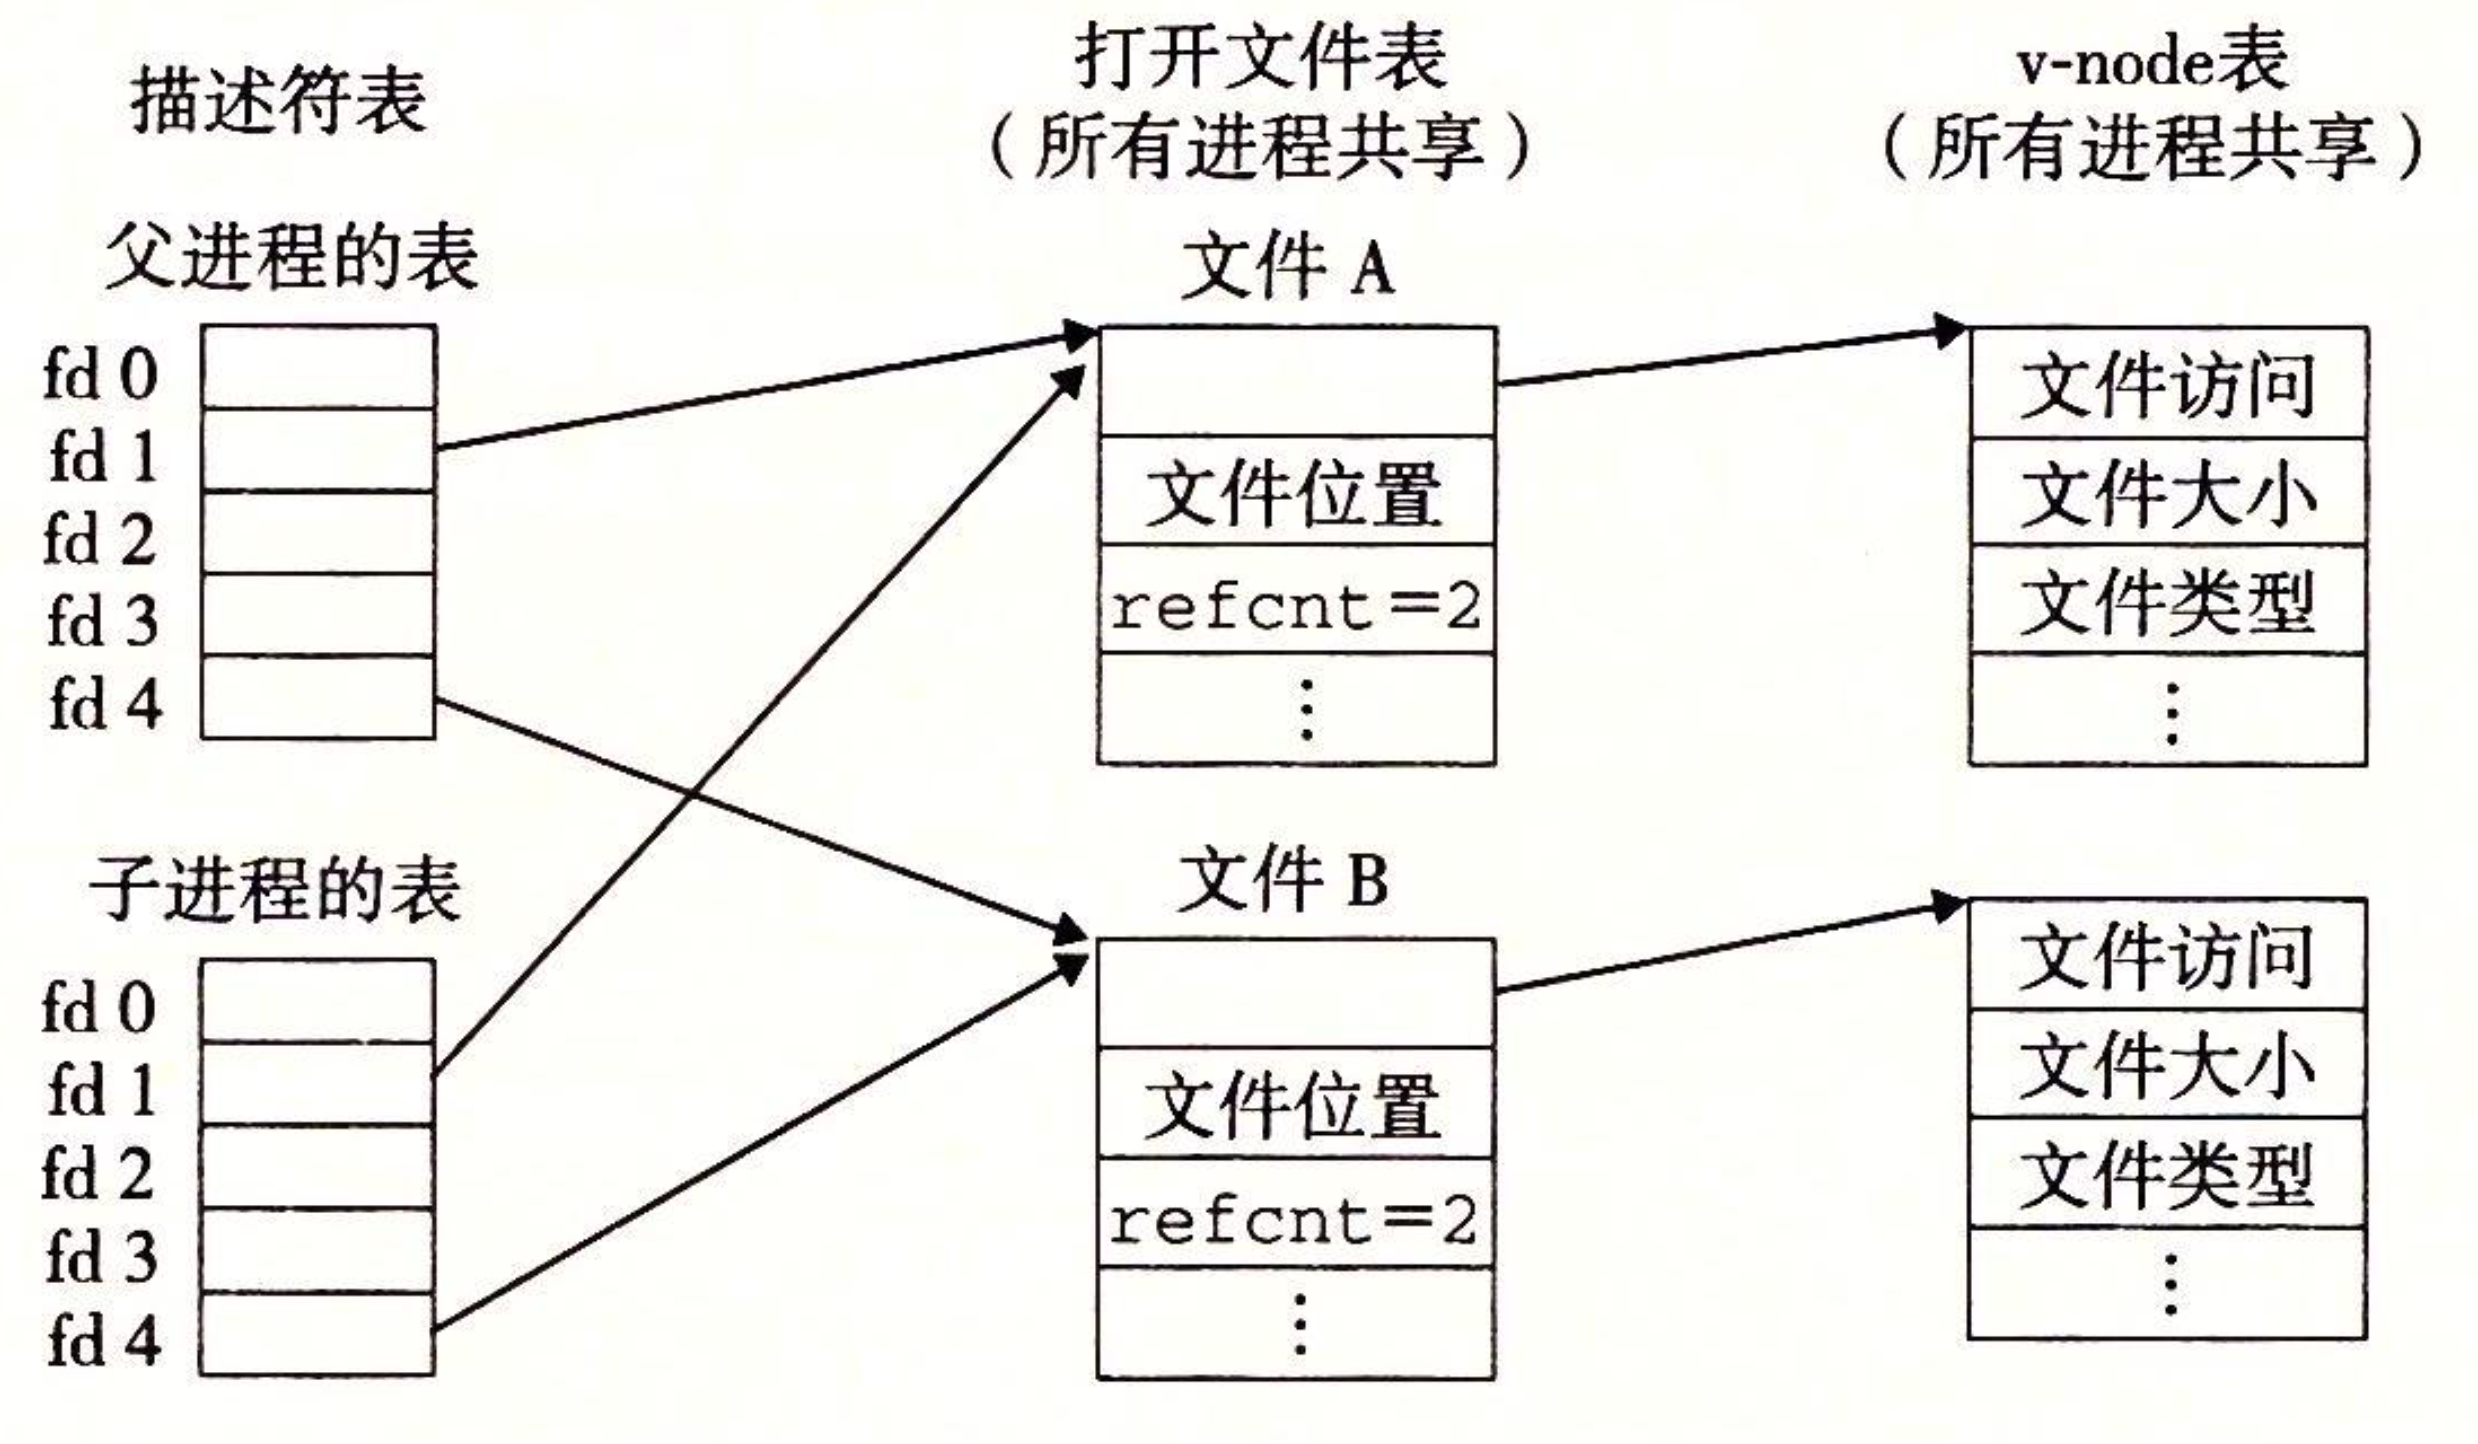 描述符表
打开文件表
（所有进程共享）
v-node表
（所有进程共享）
父进程的表
fd 0
fd 1
fd 2
fd 3
fd 4
子进程的表
fd 0
fd 1
fd 2
fd 3
fd 4
文件 A
文件位置
refcnt=2
⋮
文件 B
文件位置
refcnt=2
⋮
文件访问
文件大小
文件类型
⋮
文件访问
文件大小
文件类型
⋮